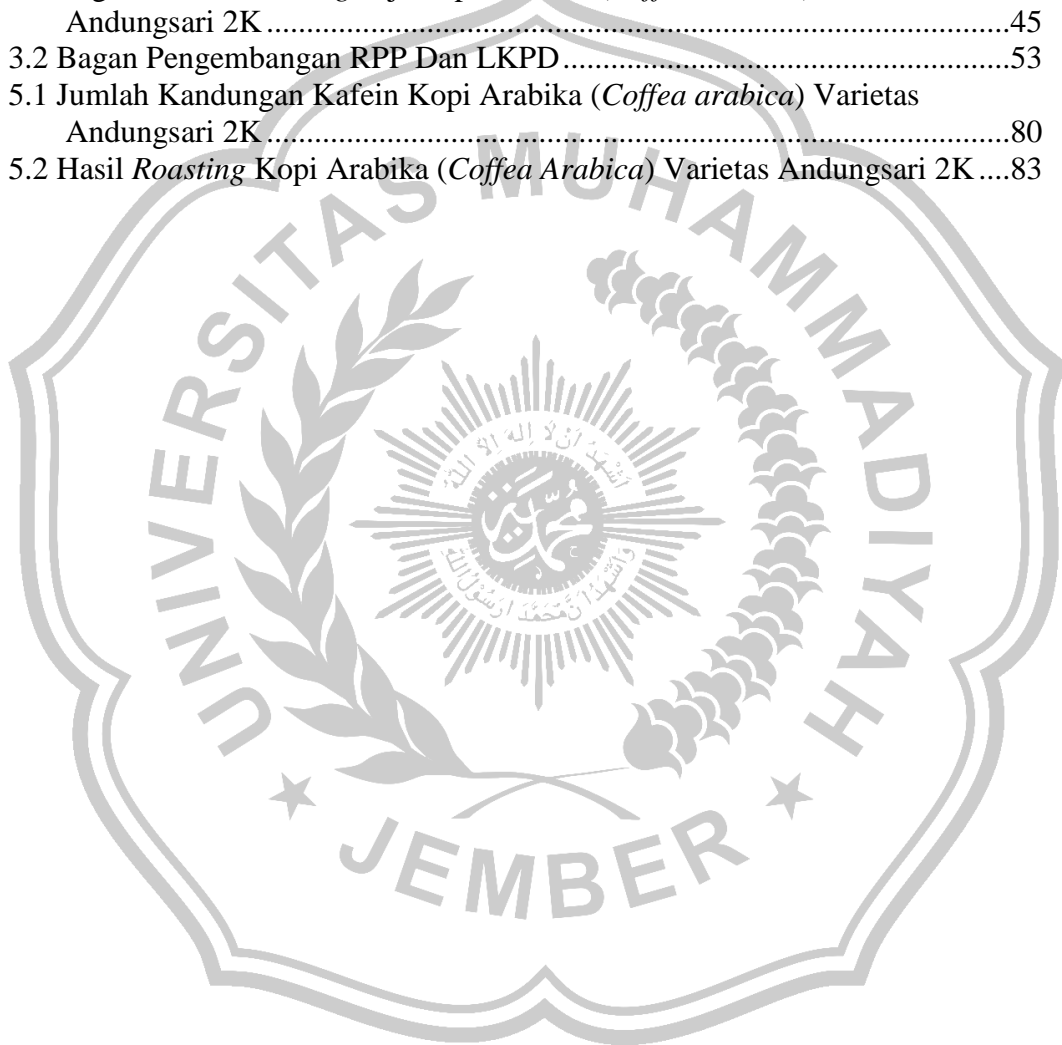 Andungsari 2K.....................................................................................45
3.2 Bagan Pengembangan RPP Dan LKPD...................................................53
5.1 Jumlah Kandungan Kafein Kopi Arabika (Coffea arabica) Varietas
Andungsari 2K.....................................................................................80
5.2 Hasil Roasting Kopi Arabika (Coffea Arabica) Varietas Andungsari 2K....83
UNIVERSITAS MUHAMMADIYAH
JEMBER